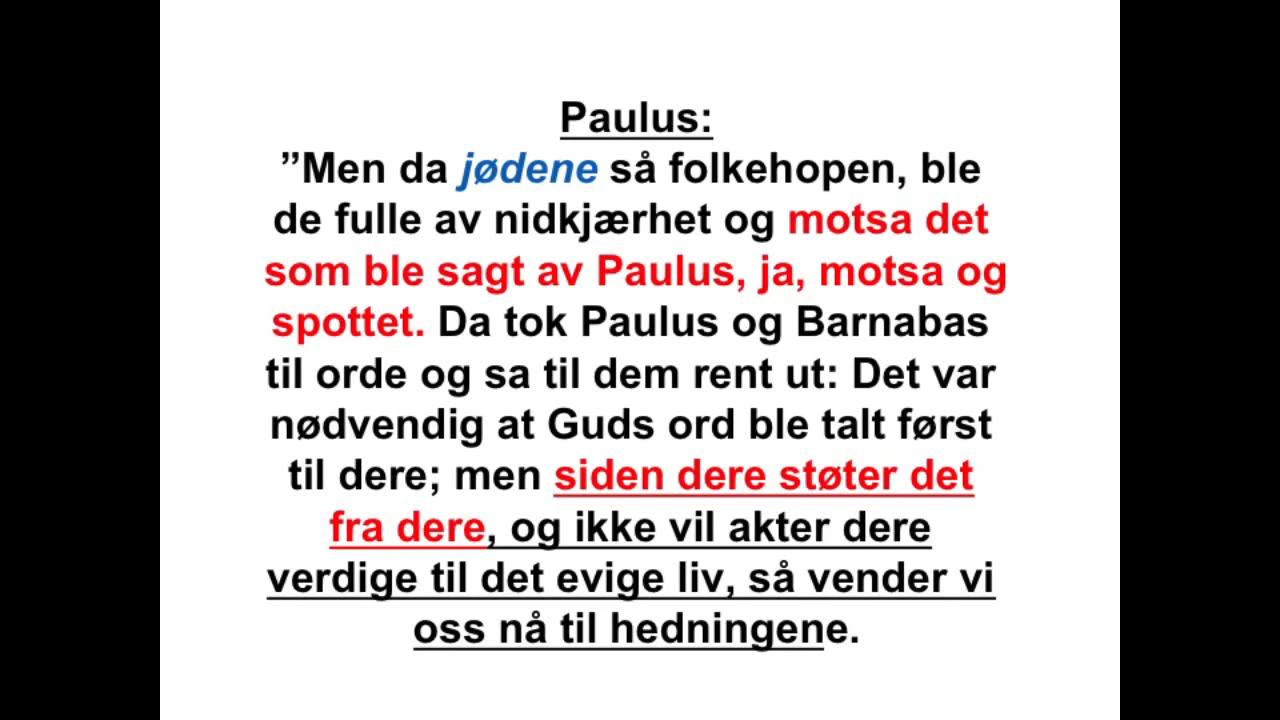 Paulus:
”Men da jødene så folkehopen, ble
de fulle av nidkjærhet og motsa det
som ble sagt av Paulus, ja, motsa og
spottet. Da tok Paulus og Barnabas
til orde og sa til dem rent ut: Det var
nødvendig at Guds ord ble talt først
til dere; men siden dere støter det
fra dere, og ikke vil akter dere
verdige til det evige liv, så vender vi
oss nå til hedningene.